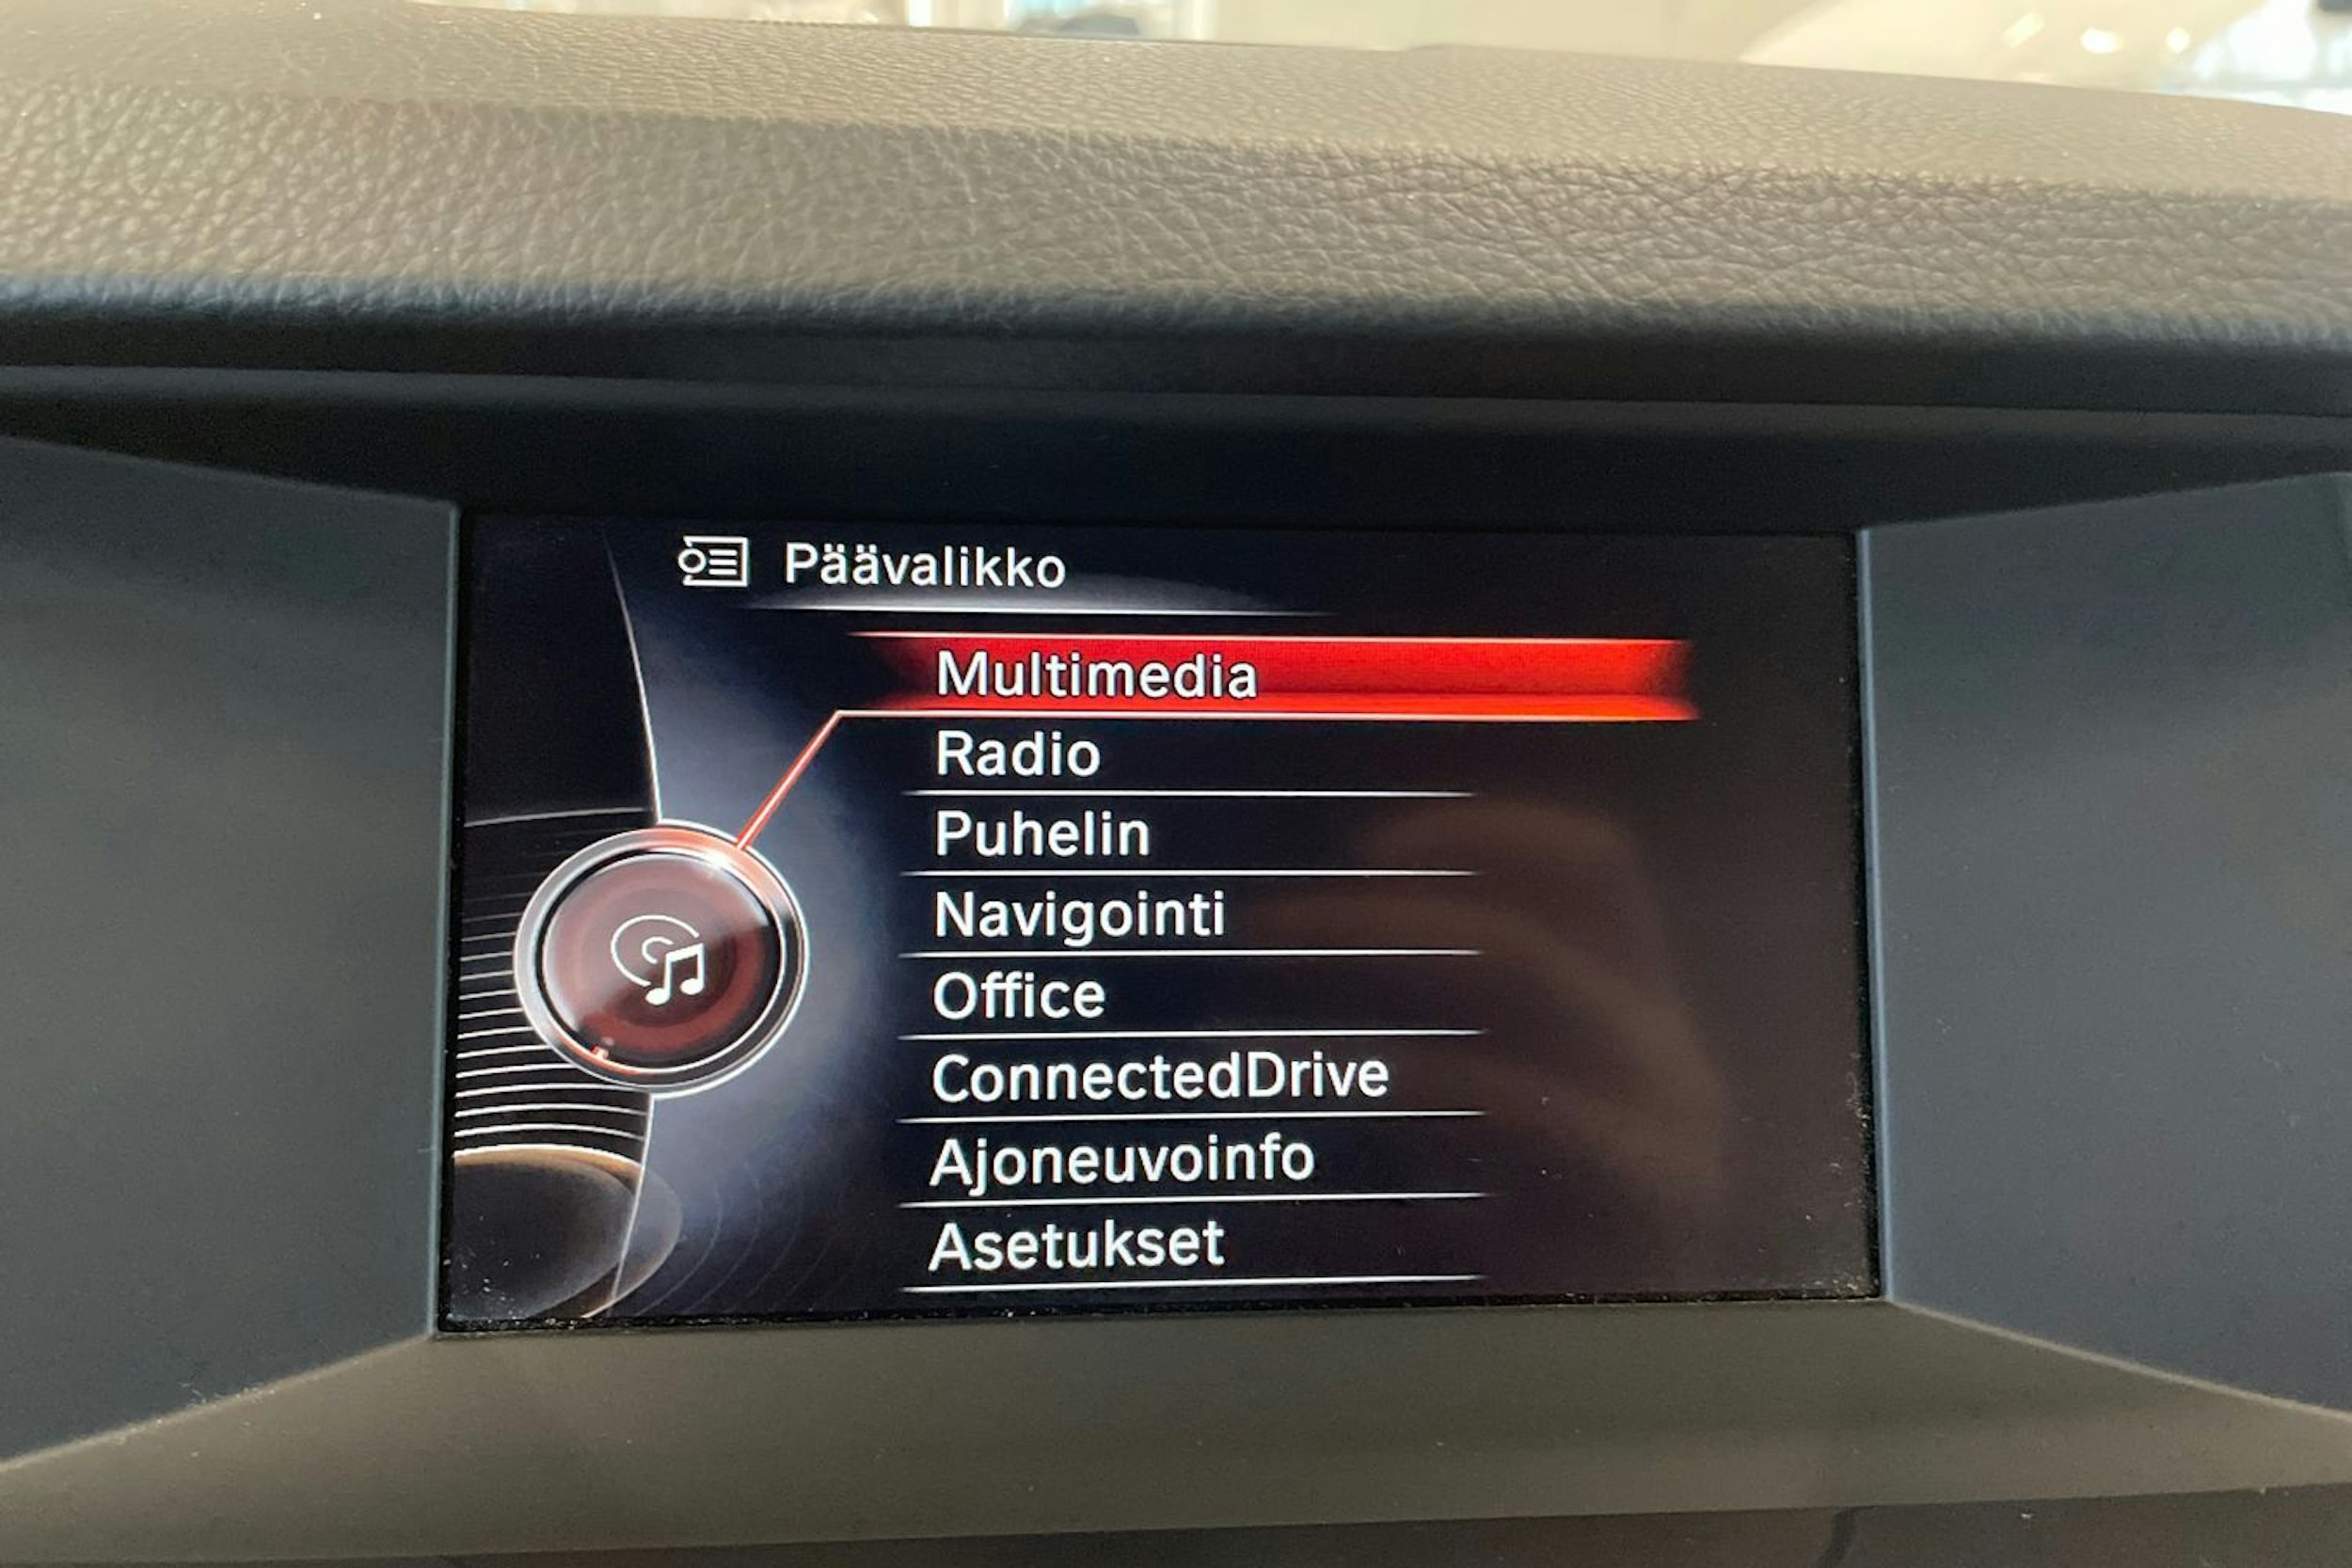 Päävalikko
Multimedia
Radio
Puhelin
Navigointi
Office
ConnectedDrive
Ajoneuvoinfo
Asetukset